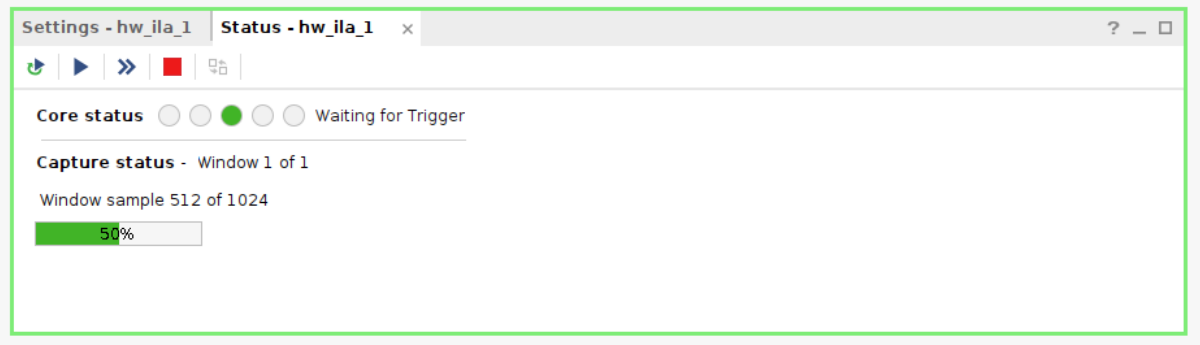 Settings - hw_ila_1 Status - hw_ila_1 × ?
Core status Waiting for Trigger
Capture status - Window 1 of 1
Window sample 512 of 1024
50%